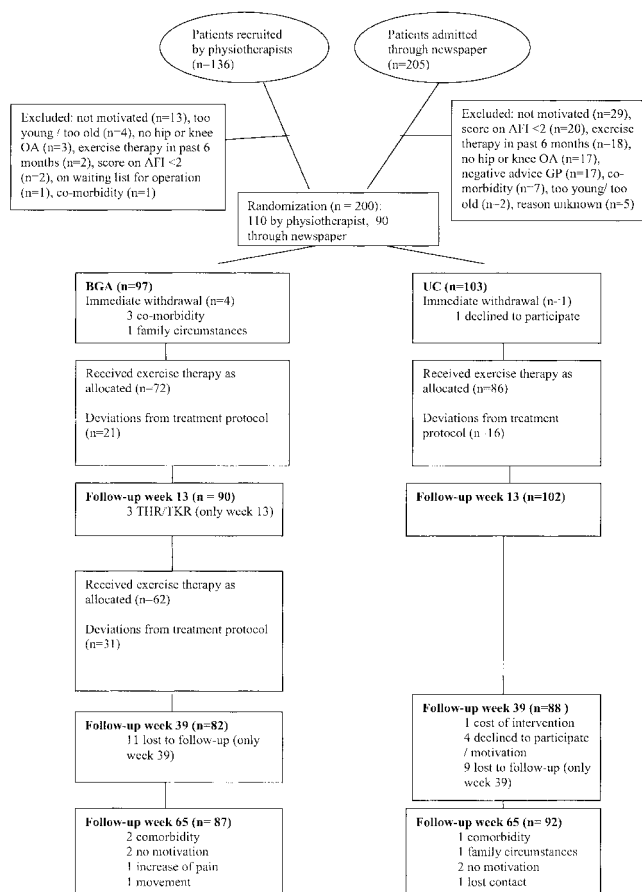 Patients recruited
by physiotherapists
(n=136)
Patients admitted
through newspaper
(n=205)
Excluded: not motivated (n=13), too
young / too old (n=4), no hip or knee
OA (n=3), exercise therapy in past 6
months (n=2), score on AFI <2
(n=2), on waiting list for operation
(n=1), co-morbidity (n=1)
Excluded: not motivated (n=29),
score on AFI <2 (n=20), exercise
therapy in past 6 months (n=18),
no hip or knee OA (n=17),
negative advice GP (n=17), co-
morbidity (n=7), too young/ too
old (n=2), reason unknown (n=5)
Randomization (n = 200):
110 by physiotherapist, 90
through newspaper
BGA (n=97)
Immediate withdrawal (n=4)
3 co-morbidity
1 family circumstances
UC (n=103)
Immediate withdrawal (n=1)
1 declined to participate
Received exercise therapy as
allocated (n=72)
Deviations from treatment protocol
(n=21)
Received exercise therapy as
allocated (n=86)
Deviations from treatment
protocol (n=16)
Follow-up week 13 (n = 90)
3 THR/TKR (only week 13)
Follow-up week 13 (n=102)
Received exercise therapy as
allocated (n=62)
Deviations from treatment protocol
(n=31)
Follow-up week 39 (n=82)
11 lost to follow-up (only
week 39)
Follow-up week 39 (n=88 )
1 cost of intervention
4 declined to participate
/ motivation
9 lost to follow-up (only
week 39)
Follow-up week 65 (n= 87)
2 comorbidity
2 no motivation
1 increase of pain
1 movement
Follow-up week 65 (n= 92)
1 comorbidity
1 family circumstances
2 no motivation
1 lost contact